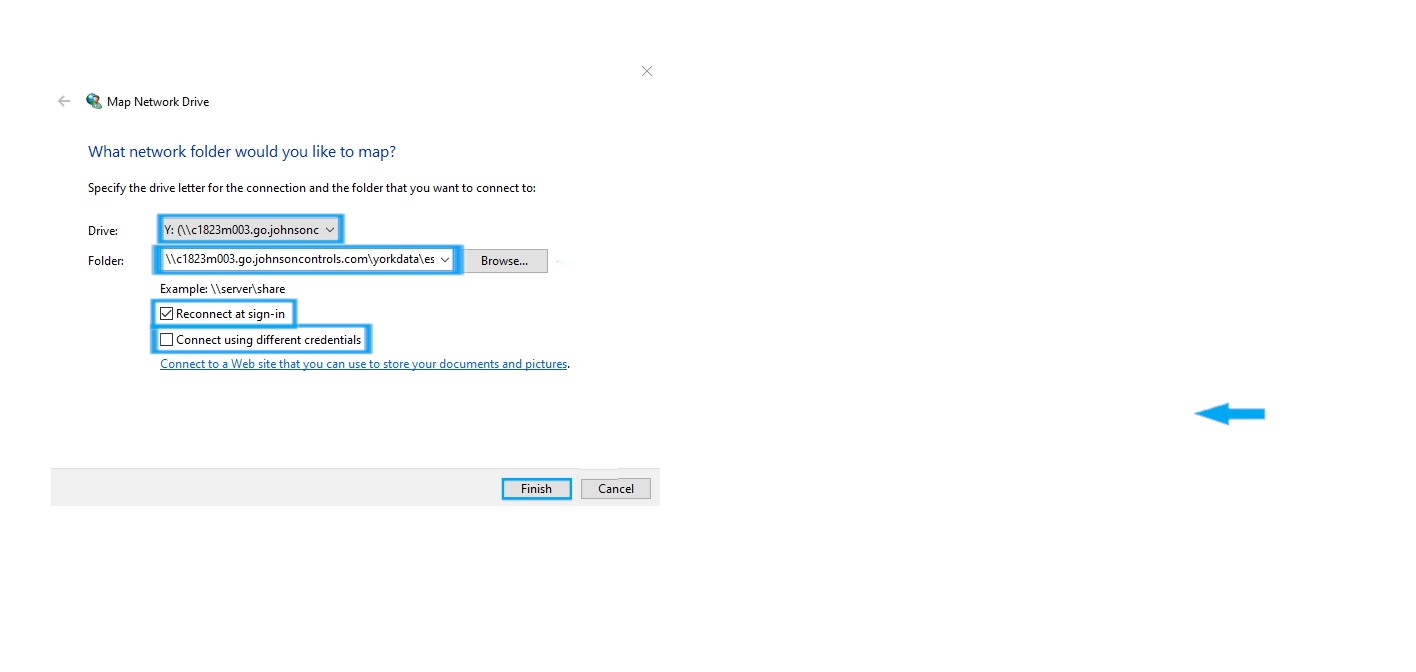 Map Network Drive
What network folder would you like to map?
Specify the drive letter for the connection and the folder that you want to connect to:
Drive: Y: (\\c1823m003.go.johnsonc
Folder: \\c1823m003.go.johnsoncontrols.com\yorkdata\es Browse...
Example: \\server\share
Reconnect at sign-in
Connect using different credentials
Connect to a Web site that you can use to store your documents and pictures.
Finish Cancel